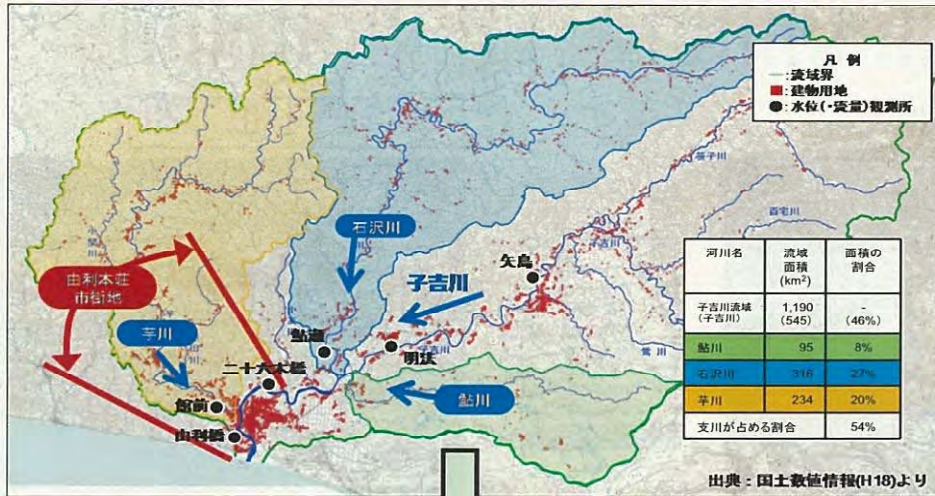 凡 例
:流域界
:建物用地
:水位(・流量)観測所
石沢川
矢島
子吉川
由利本荘
市街地
芋川
鮎瀬
明法
二十六木橋
館前
鮎川
由利橋
笹子川
百宅川
子吉川
子吉川
河川名
流域
面積
(km²)
面積の
割合
子吉川流域
(子吉川)
1,190
(545)
-
(46%)
鮎川
95
8%
石沢川
316
27%
芋川
234
20%
支川が占める割合
54%
出典:国土数値情報(H18)より